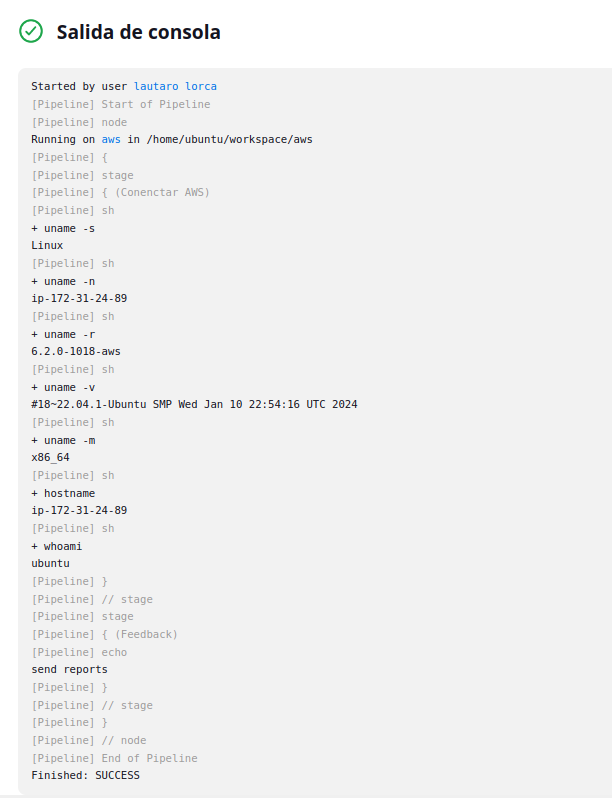 Salida de consola
Started by user lautaro lorca
[Pipeline] Start of Pipeline
[Pipeline] node
Running on aws in /home/ubuntu/workspace/aws
[Pipeline] {
[Pipeline] stage
[Pipeline] { (Conenctar AWS)
[Pipeline] sh
+ uname -s
Linux
[Pipeline] sh
+ uname -n
ip-172-31-24-89
[Pipeline] sh
+ uname -r
6.2.0-1018-aws
[Pipeline] sh
+ uname -v
#18~22.04.1-Ubuntu SMP Wed Jan 10 22:54:16 UTC 2024
[Pipeline] sh
+ uname -m
x86_64
[Pipeline] sh
+ hostname
ip-172-31-24-89
[Pipeline] sh
+ whoami
ubuntu
[Pipeline] }
[Pipeline] // stage
[Pipeline] stage
[Pipeline] { (Feedback)
[Pipeline] echo
send reports
[Pipeline] }
[Pipeline] // stage
[Pipeline] }
[Pipeline] // node
[Pipeline] End of Pipeline
Finished: SUCCESS